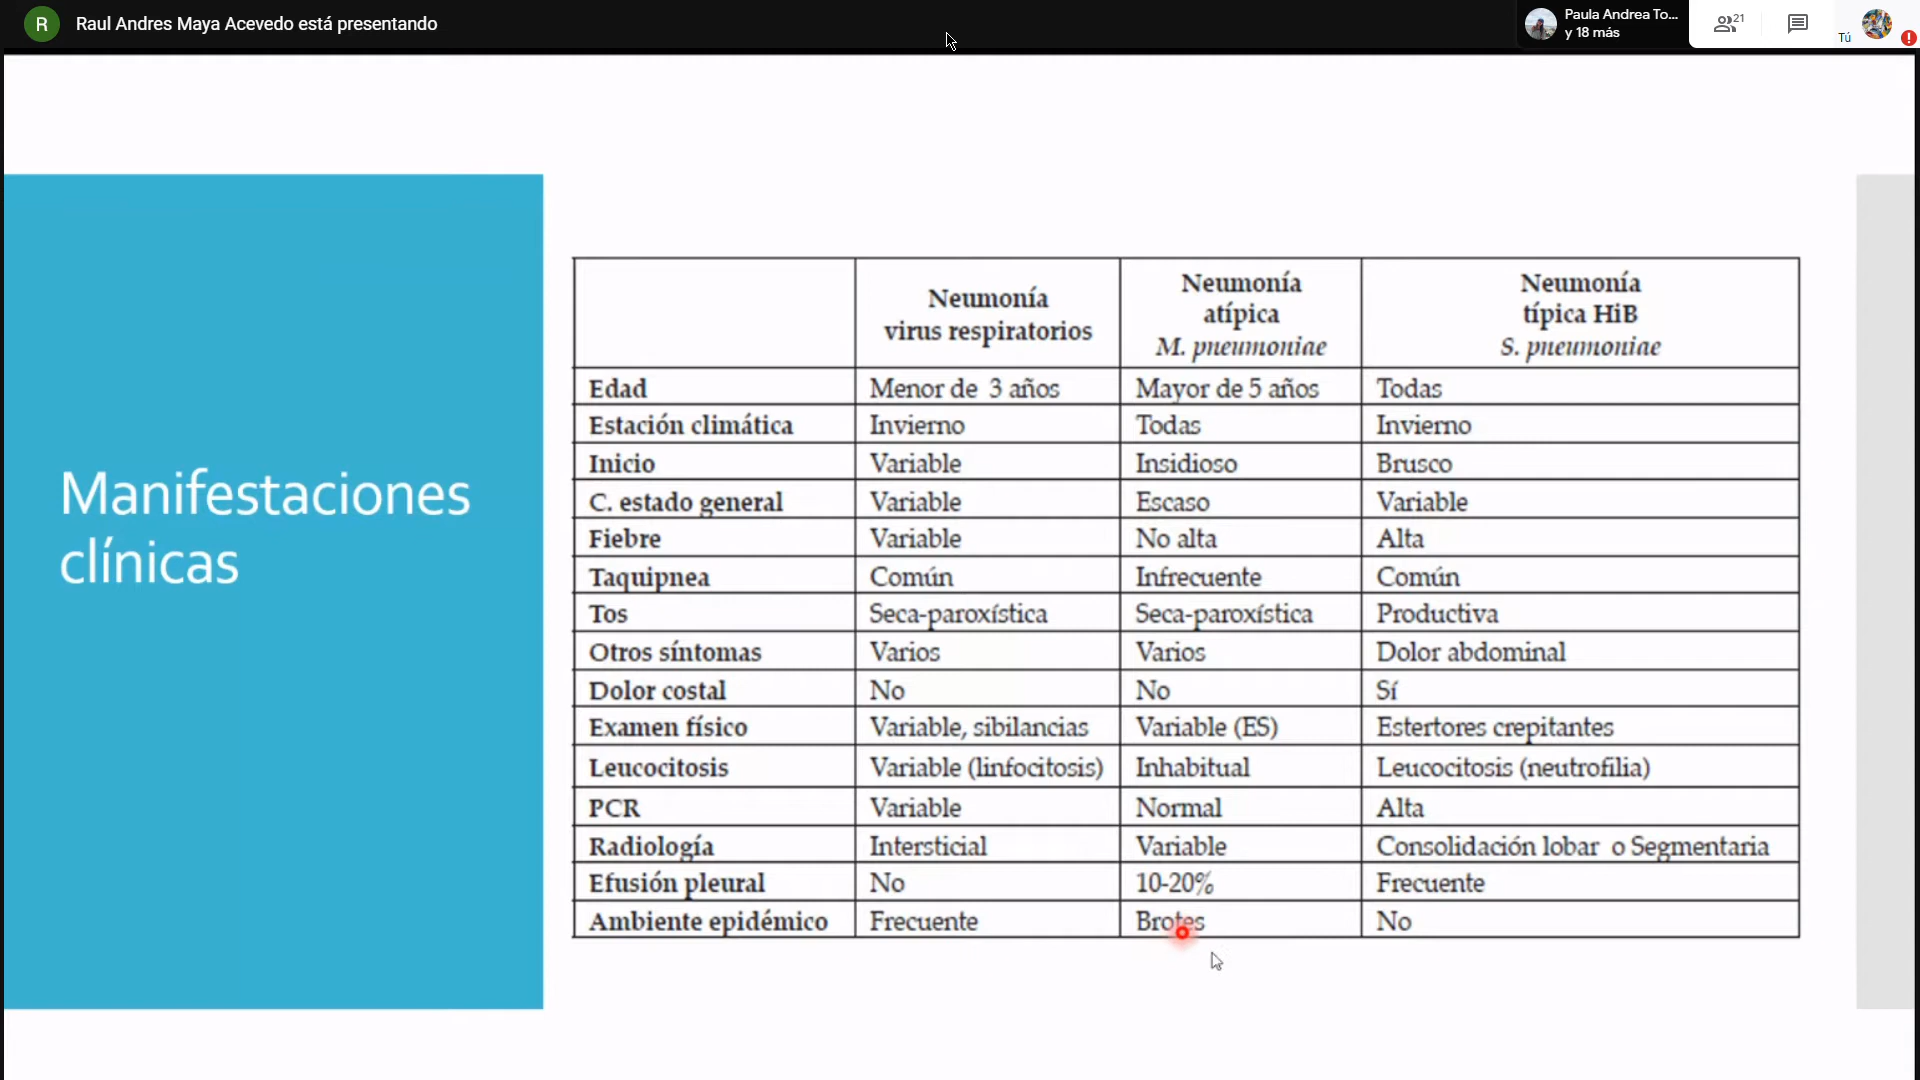 R Raul Andres Maya Acevedo está presentando
Paula Andrea To...
y 18 más
21
Tú
Manifestaciones
clínicas
Neumonía
virus respiratorios
Neumonía
atípica
M. pneumoniae
Neumonía
típica HiB
S. pneumoniae
Edad Menor de 3 años Mayor de 5 años Todas
Estación climática Invierno Todas Invierno
Inicio Variable Insidioso Brusco
C. estado general Variable Escaso Variable
Fiebre Variable No alta Alta
Taquipnea Común Infrecuente Común
Tos Seca-paroxística Seca-paroxística Productiva
Otros síntomas Varios Varios Dolor abdominal
Dolor costal No No Sí
Examen físico Variable, sibilancias Variable (ES) Estertores crepitantes
Leucocitosis Variable (linfocitosis) Inhabitual Leucocitosis (neutrofilia)
PCR Variable Normal Alta
Radiología Intersticial Variable Consolidación lobar o Segmentaria
Efusión pleural No 10-20% Frecuente
Ambiente epidémico Frecuente Brotes No